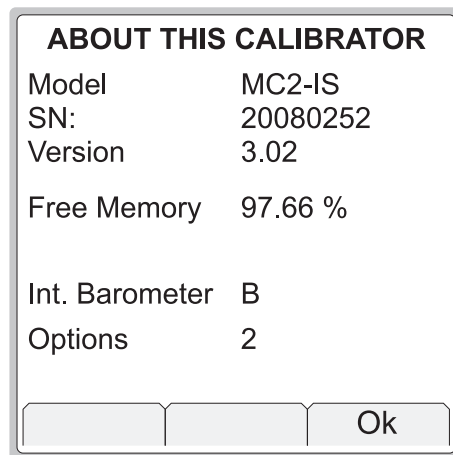 ABOUT THIS CALIBRATOR
Model MC2-IS
SN: 20080252
Version 3.02
Free Memory 97.66 %
Int. Barometer B
Options 2
Ok